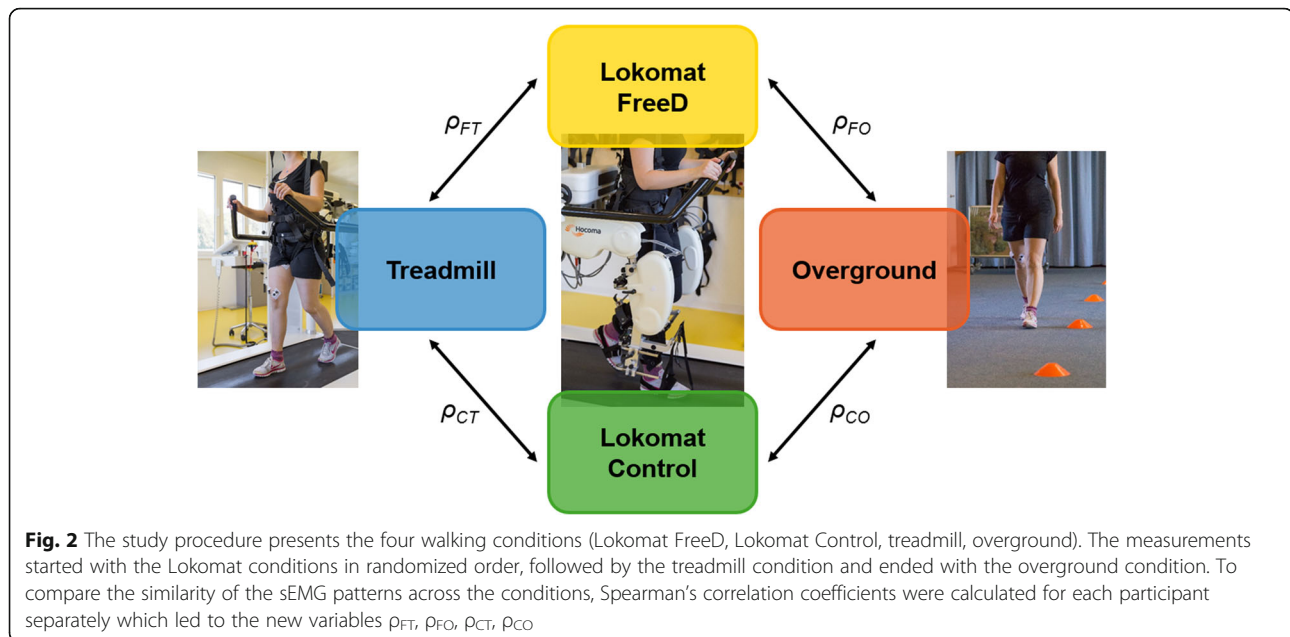 Lokomat
FreeD
ρFT
ρFO
Hocoma
Treadmill
Overground
ρCT
ρCO
Lokomat
Control
Fig. 2 The study procedure presents the four walking conditions (Lokomat FreeD, Lokomat Control, treadmill, overground). The measurements
started with the Lokomat conditions in randomized order, followed by the treadmill condition and ended with the overground condition. To
compare the similarity of the sEMG patterns across the conditions, Spearman’s correlation coefficients were calculated for each participant
separately which led to the new variables ρFT, ρFO, ρCT, ρCO